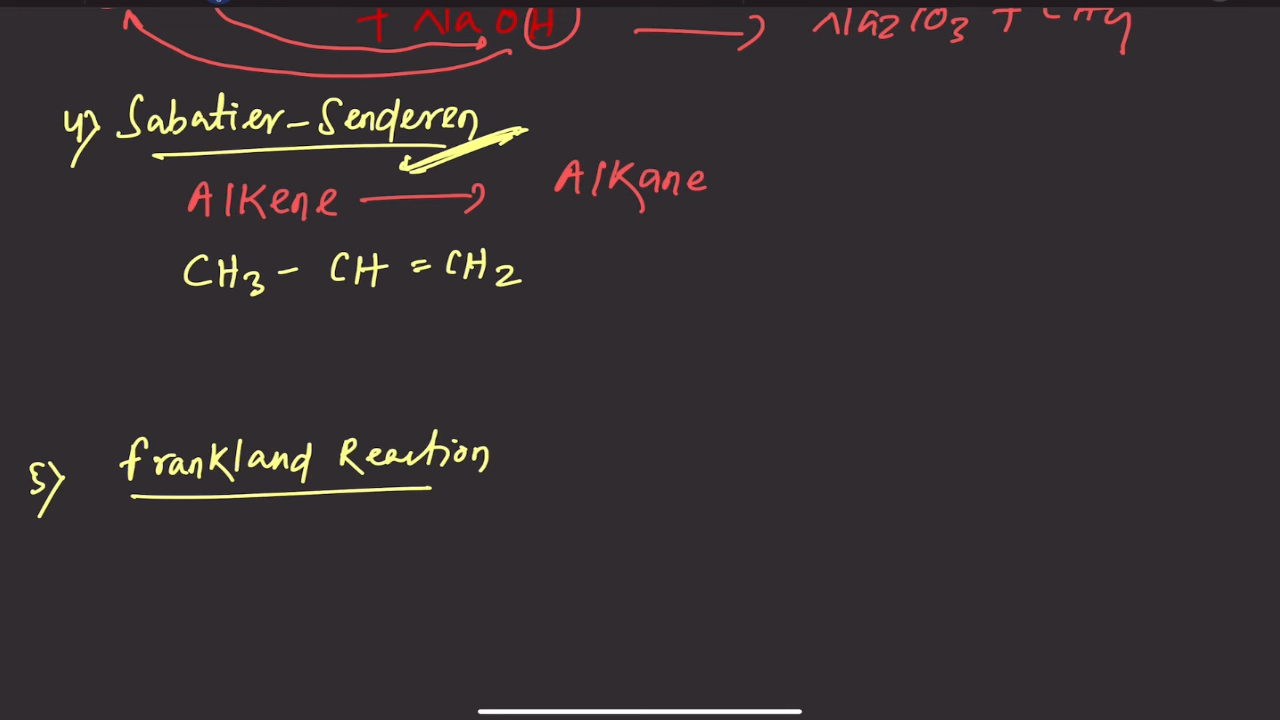 + NaOH ⟶ Na2CO3 + CH4
4) Sabatier-Senderen
Alkene ⟶ Alkane
CH3 - CH = CH2
5) frankland Reaction